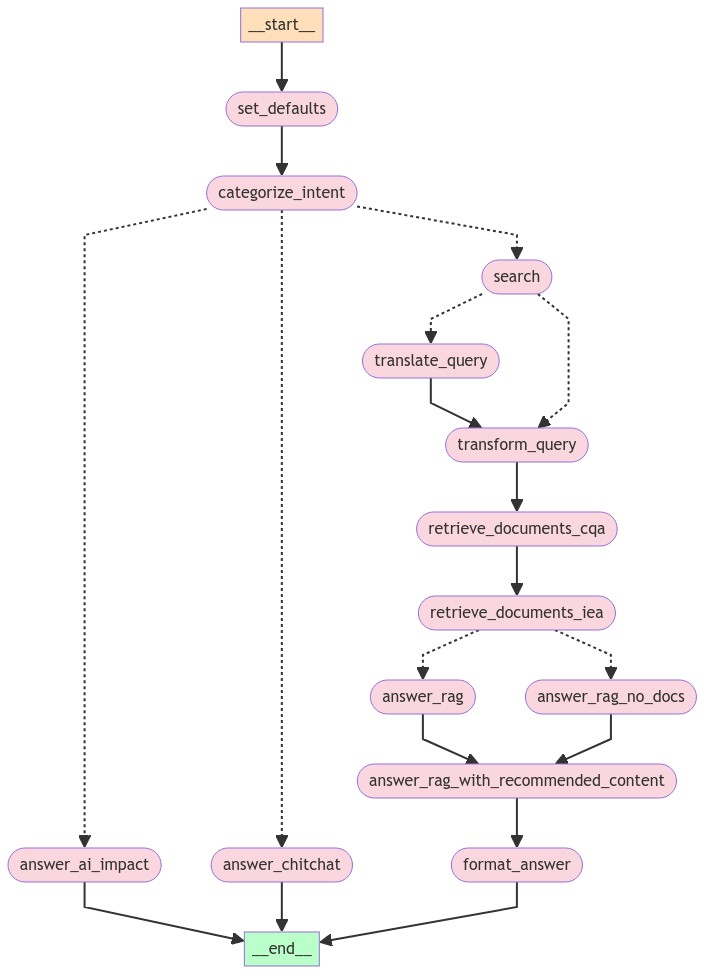 __start__
set_defaults
categorize_intent
search
translate_query
transform_query
retrieve_documents_cqa
retrieve_documents_iea
answer_rag
answer_rag_no_docs
answer_rag_with_recommended_content
answer_ai_impact
answer_chitchat
format_answer
__end__